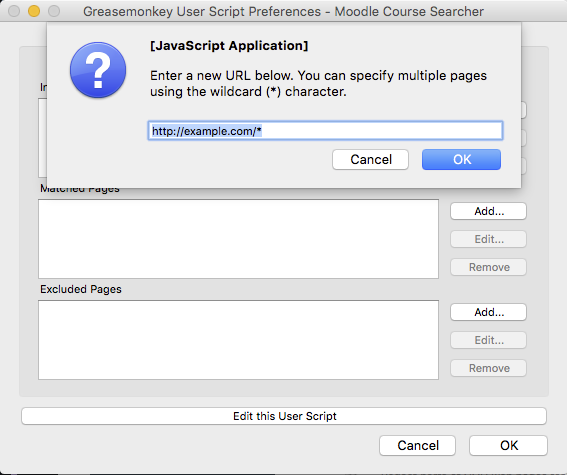 Greasemonkey User Script Preferences - Moodle Course Searcher
[JavaScript Application]
Enter a new URL below. You can specify multiple pages
using the wildcard (*) character.
http://example.com/*
Cancel
OK
Matched Pages
Add...
Edit...
Remove
Excluded Pages
Add...
Edit...
Remove
Edit this User Script
Cancel
OK